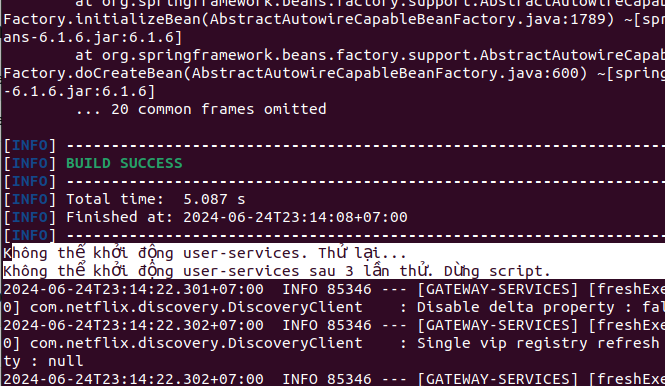 at org.springframework.beans.factory.support.AbstractAutowireCapableBean
Factory.initializeBean(AbstractAutowireCapableBeanFactory.java:1789) ~[spr
ans-6.1.6.jar:6.1.6]
at org.springframework.beans.factory.support.AbstractAutowireCap
Factory.doCreateBean(AbstractAutowireCapableBeanFactory.java:600) ~[spring
-6.1.6.jar:6.1.6]
... 20 common frames omitted
[INFO] ------------------------------------------------------------------
[INFO] BUILD SUCCESS
[INFO] ------------------------------------------------------------------
[INFO] Total time:  5.087 s
[INFO] Finished at: 2024-06-24T23:14:08+07:00
[INFO] ------------------------------------------------------------------
Không thể khởi động user-services. Thử lại...
Không thể khởi động user-services sau 3 lần thử. Dừng script.
2024-06-24T23:14:22.301+07:00  INFO 85346 --- [GATEWAY-SERVICES] [freshExe
0] com.netflix.discovery.DiscoveryClient    : Disable delta property : fal
2024-06-24T23:14:22.302+07:00  INFO 85346 --- [GATEWAY-SERVICES] [freshExe
0] com.netflix.discovery.DiscoveryClient    : Single vip registry refresh
ty : null
2024-06-24T23:14:22.302+07:00  INFO 85346 --- [GATEWAY-SERVICES] [freshExe